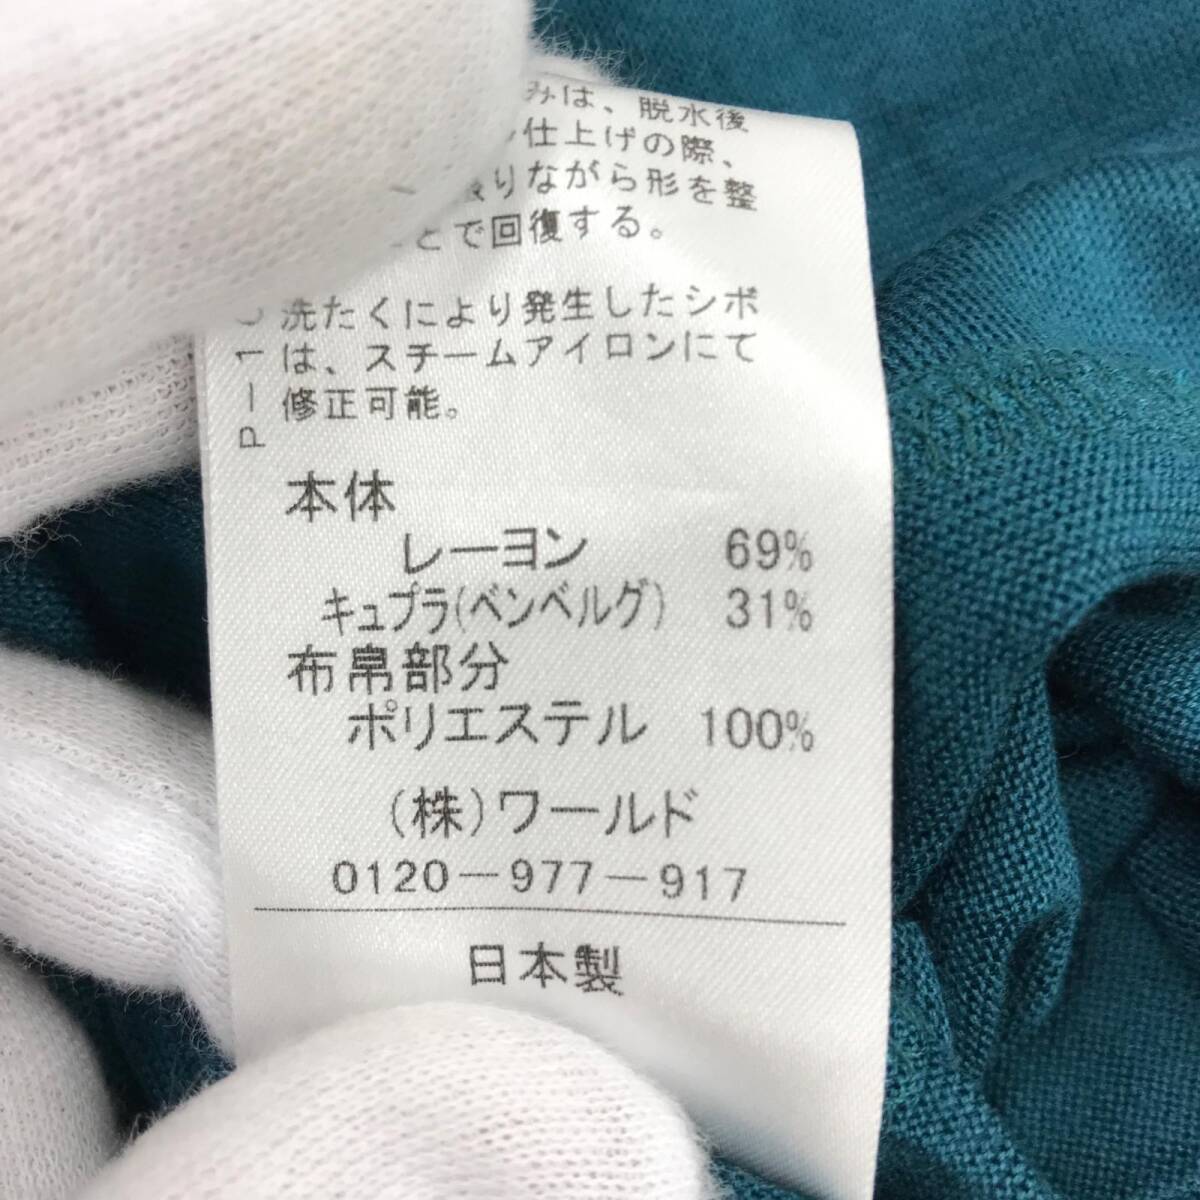 みは、脱水後
仕上げの際、
張りながら形を整
とで回復する。
洗たくにより発生したシボ
は、スチームアイロンにて
修正可能。
P-1
本体
レーヨン 69%
キュプラ(ベンベルグ) 31%
布帛部分
ポリエステル 100%
(株)ワールド
0120-977-917
日本製